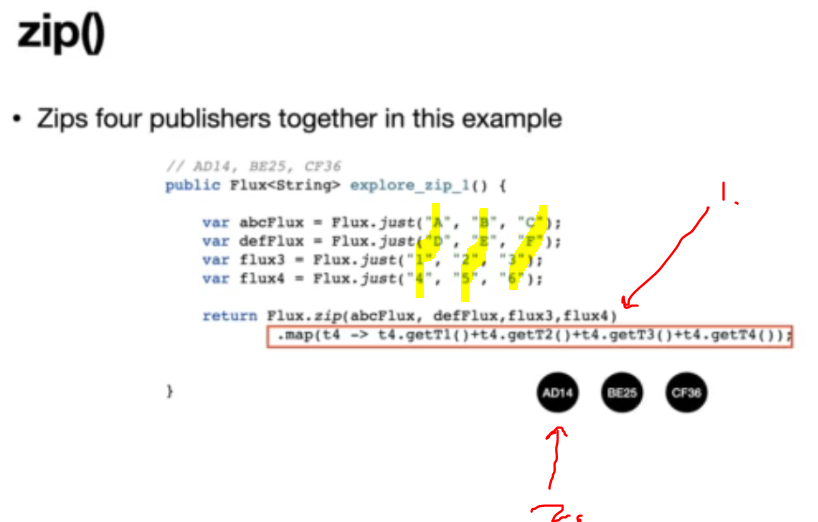 zip()
• Zips four publishers together in this example
// AD14, BE25, CF36
public Flux<String> explore_zip_1() {
var abcFlux = Flux.just("A", "B", "C");
var defFlux = Flux.just("D", "E", "F");
var flux3 = Flux.just("1", "2", "3");
var flux4 = Flux.just("4", "5", "6");
return Flux.zip(abcFlux, defFlux,flux3,flux4)
.map(t4 -> t4.getT1()+t4.getT2()+t4.getT3()+t4.getT4());
}
1.
AD14 BE25 CF36
2.